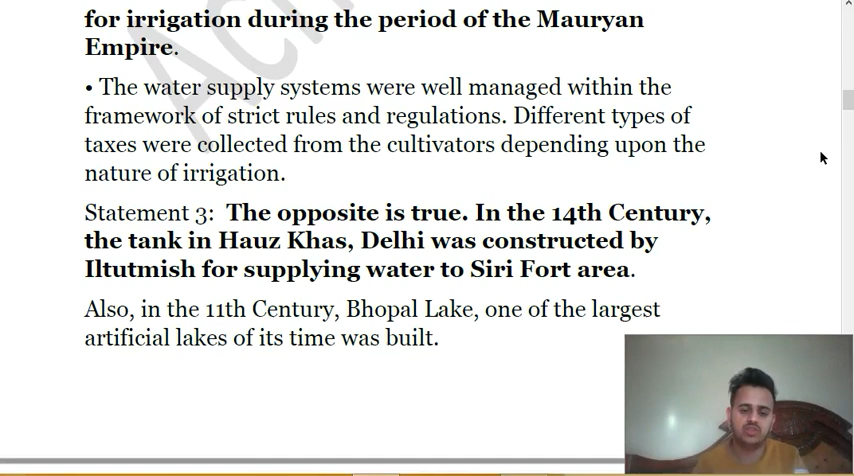 for irrigation during the period of the Mauryan
Empire.
• The water supply systems were well managed within the
framework of strict rules and regulations. Different types of
taxes were collected from the cultivators depending upon the
nature of irrigation.
Statement 3: The opposite is true. In the 14th Century,
the tank in Hauz Khas, Delhi was constructed by
Iltutmish for supplying water to Siri Fort area.
Also, in the 11th Century, Bhopal Lake, one of the largest
artificial lakes of its time was built.